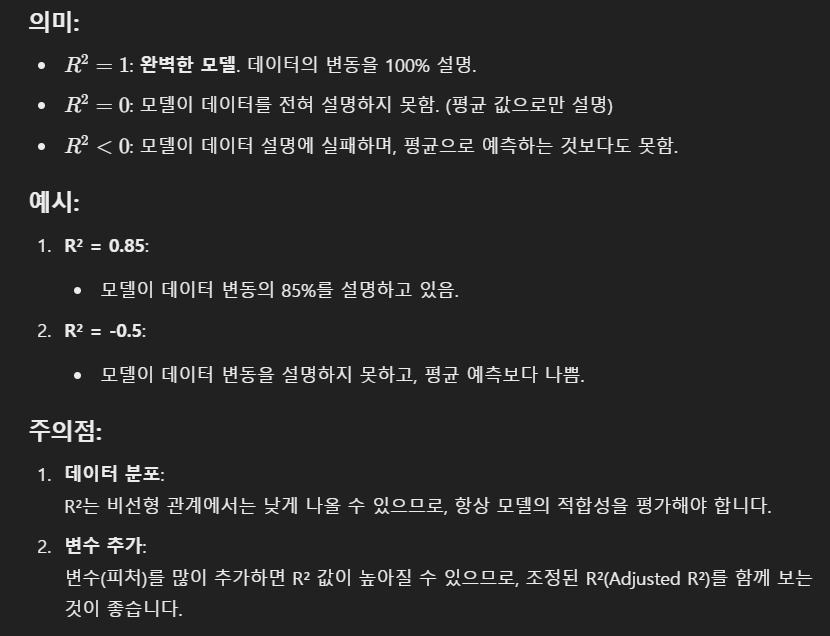 의미:
• R² = 1: 완벽한 모델. 데이터의 변동을 100% 설명.
• R² = 0: 모델이 데이터를 전혀 설명하지 못함. (평균 값으로만 설명)
• R² < 0: 모델이 데이터 설명에 실패하며, 평균으로 예측하는 것보다도 못함.
예시:
1. R² = 0.85:
• 모델이 데이터 변동의 85%를 설명하고 있음.
2. R² = -0.5:
• 모델이 데이터 변동을 설명하지 못하고, 평균 예측보다 나쁨.
주의점:
1. 데이터 분포:
R²는 비선형 관계에서는 낮게 나올 수 있으므로, 항상 모델의 적합성을 평가해야 합니다.
2. 변수 추가:
변수(피처)를 많이 추가하면 R² 값이 높아질 수 있으므로, 조정된 R²(Adjusted R²)를 함께 보는
것이 좋습니다.